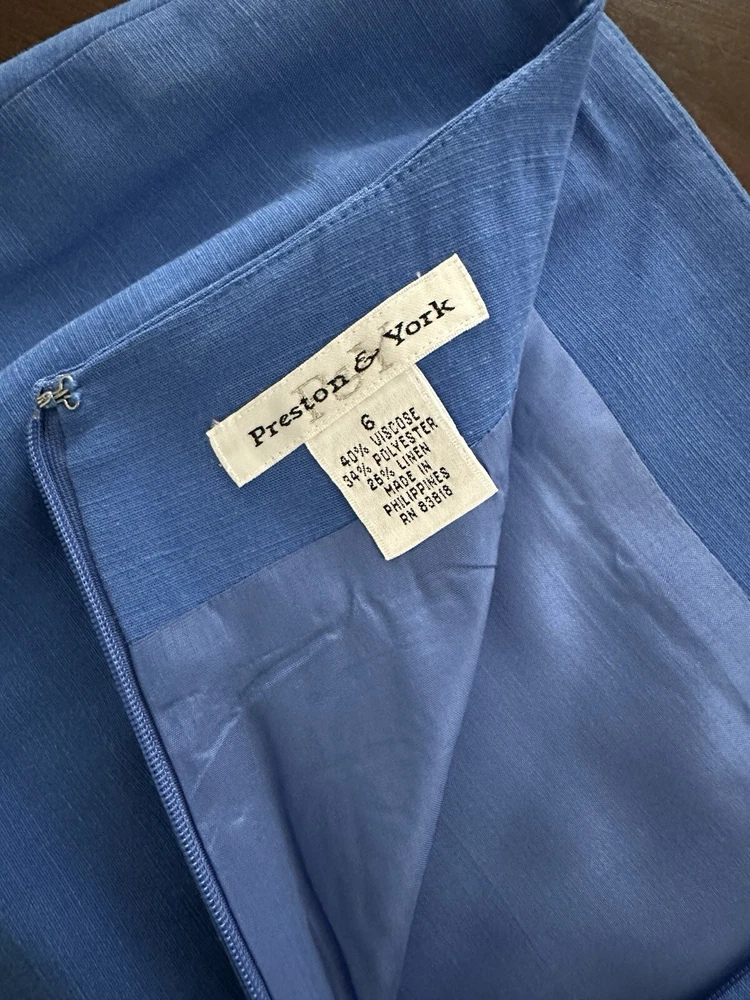 Preston & York
P&Y
6
40% VISCOSE
34% POLYESTER
26% LINEN
MADE IN
PHILIPPINES
RN 83818